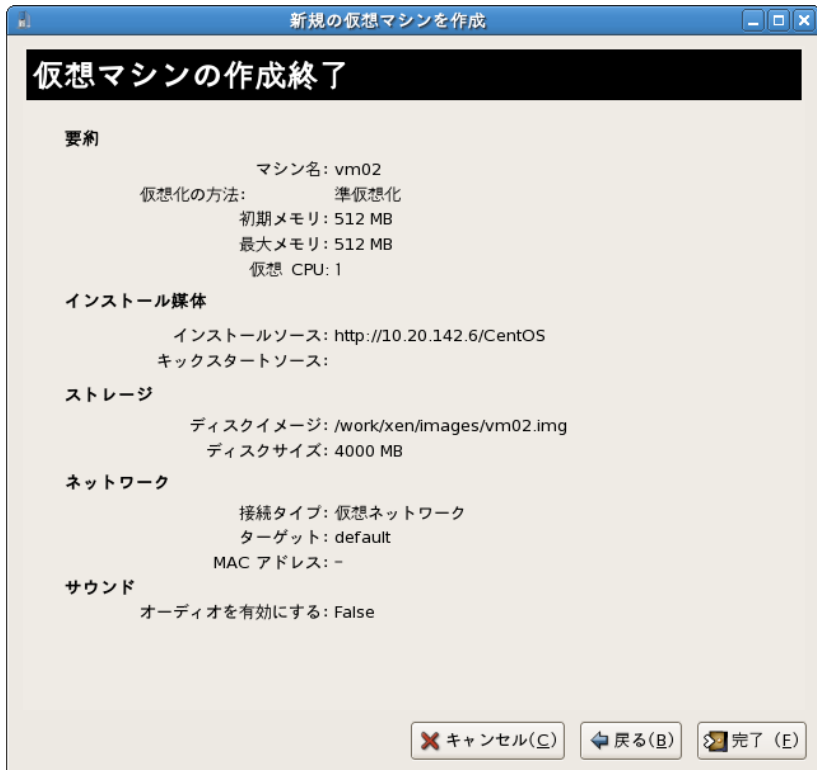 新規の仮想マシンを作成
仮想マシンの作成終了
要約
マシン名: vm02
仮想化の方法: 準仮想化
初期メモリ: 512 MB
最大メモリ: 512 MB
仮想 CPU: 1
インストール媒体
インストールソース: http://10.20.142.6/CentOS
キックスタートソース:
ストレージ
ディスクイメージ: /work/xen/images/vm02.img
ディスクサイズ: 4000 MB
ネットワーク
接続タイプ: 仮想ネットワーク
ターゲット: default
MAC アドレス: -
サウンド
オーディオを有効にする: False
キャンセル(C) 戻る(B) 完了 (F)